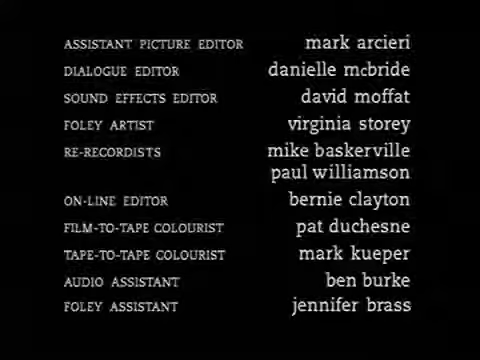 ASSISTANT PICTURE EDITOR mark arcieri
DIALOGUE EDITOR danielle mcbride
SOUND EFFECTS EDITOR david moffat
FOLEY ARTIST virginia storey
RE-RECORDISTS mike baskerville
paul williamson
ON-LINE EDITOR bernie clayton
FILM-TO-TAPE COLOURIST pat duchesne
TAPE-TO-TAPE COLOURIST mark kueper
AUDIO ASSISTANT ben burke
FOLEY ASSISTANT jennifer brass